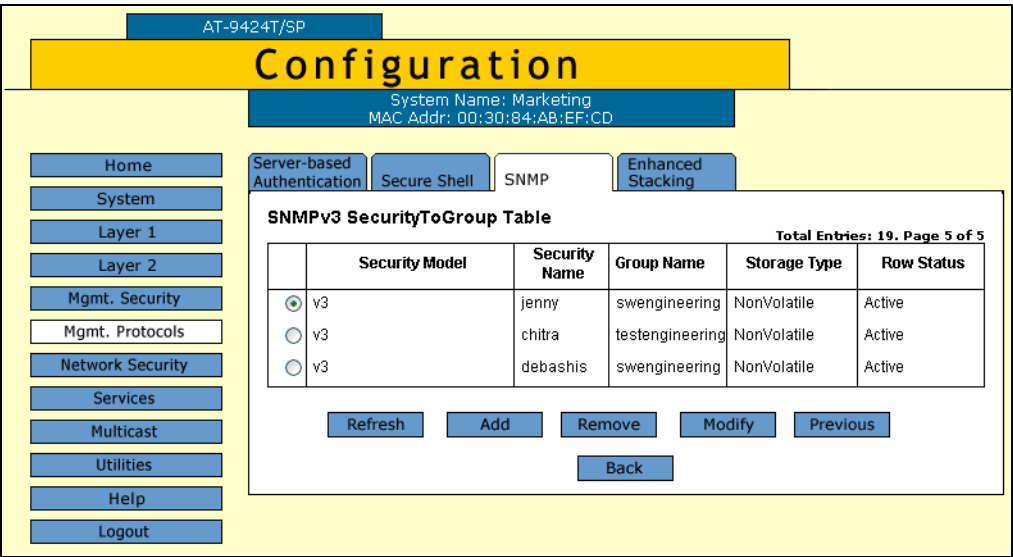 AT-9424T/SP
Configuration
System Name: Marketing
MAC Addr: 00:30:84:AB:EF:CD
Home
System
Layer 1
Layer 2
Mgmt. Security
Mgmt. Protocols
Network Security
Services
Multicast
Utilities
Help
Logout
Server-based
Authentication
Secure Shell
SNMP
Enhanced
Stacking
SNMPv3 SecurityToGroup Table
Total Entries: 19. Page 5 of 5
Security Model
Security
Name
Group Name
Storage Type
Row Status
v3 jenny swengineering NonVolatile Active
v3 chitra testengineering NonVolatile Active
v3 debashis swengineering NonVolatile Active
Refresh Add Remove Modify Previous
Back